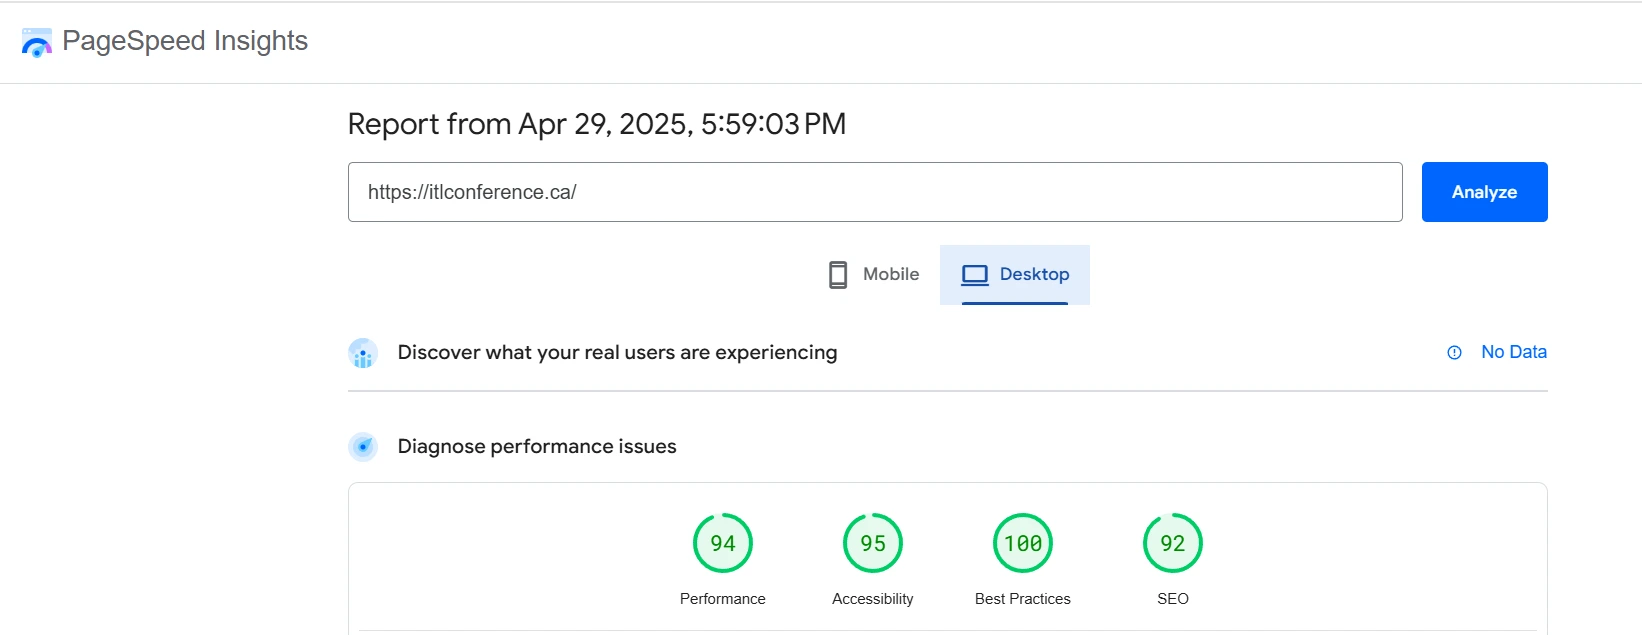 PageSpeed Insights
Report from Apr 29, 2025, 5:59:03 PM
https://itlconference.ca/
Analyze
Mobile
Desktop
Discover what your real users are experiencing
No Data
Diagnose performance issues
94
95
100
92
Performance
Accessibility
Best Practices
SEO